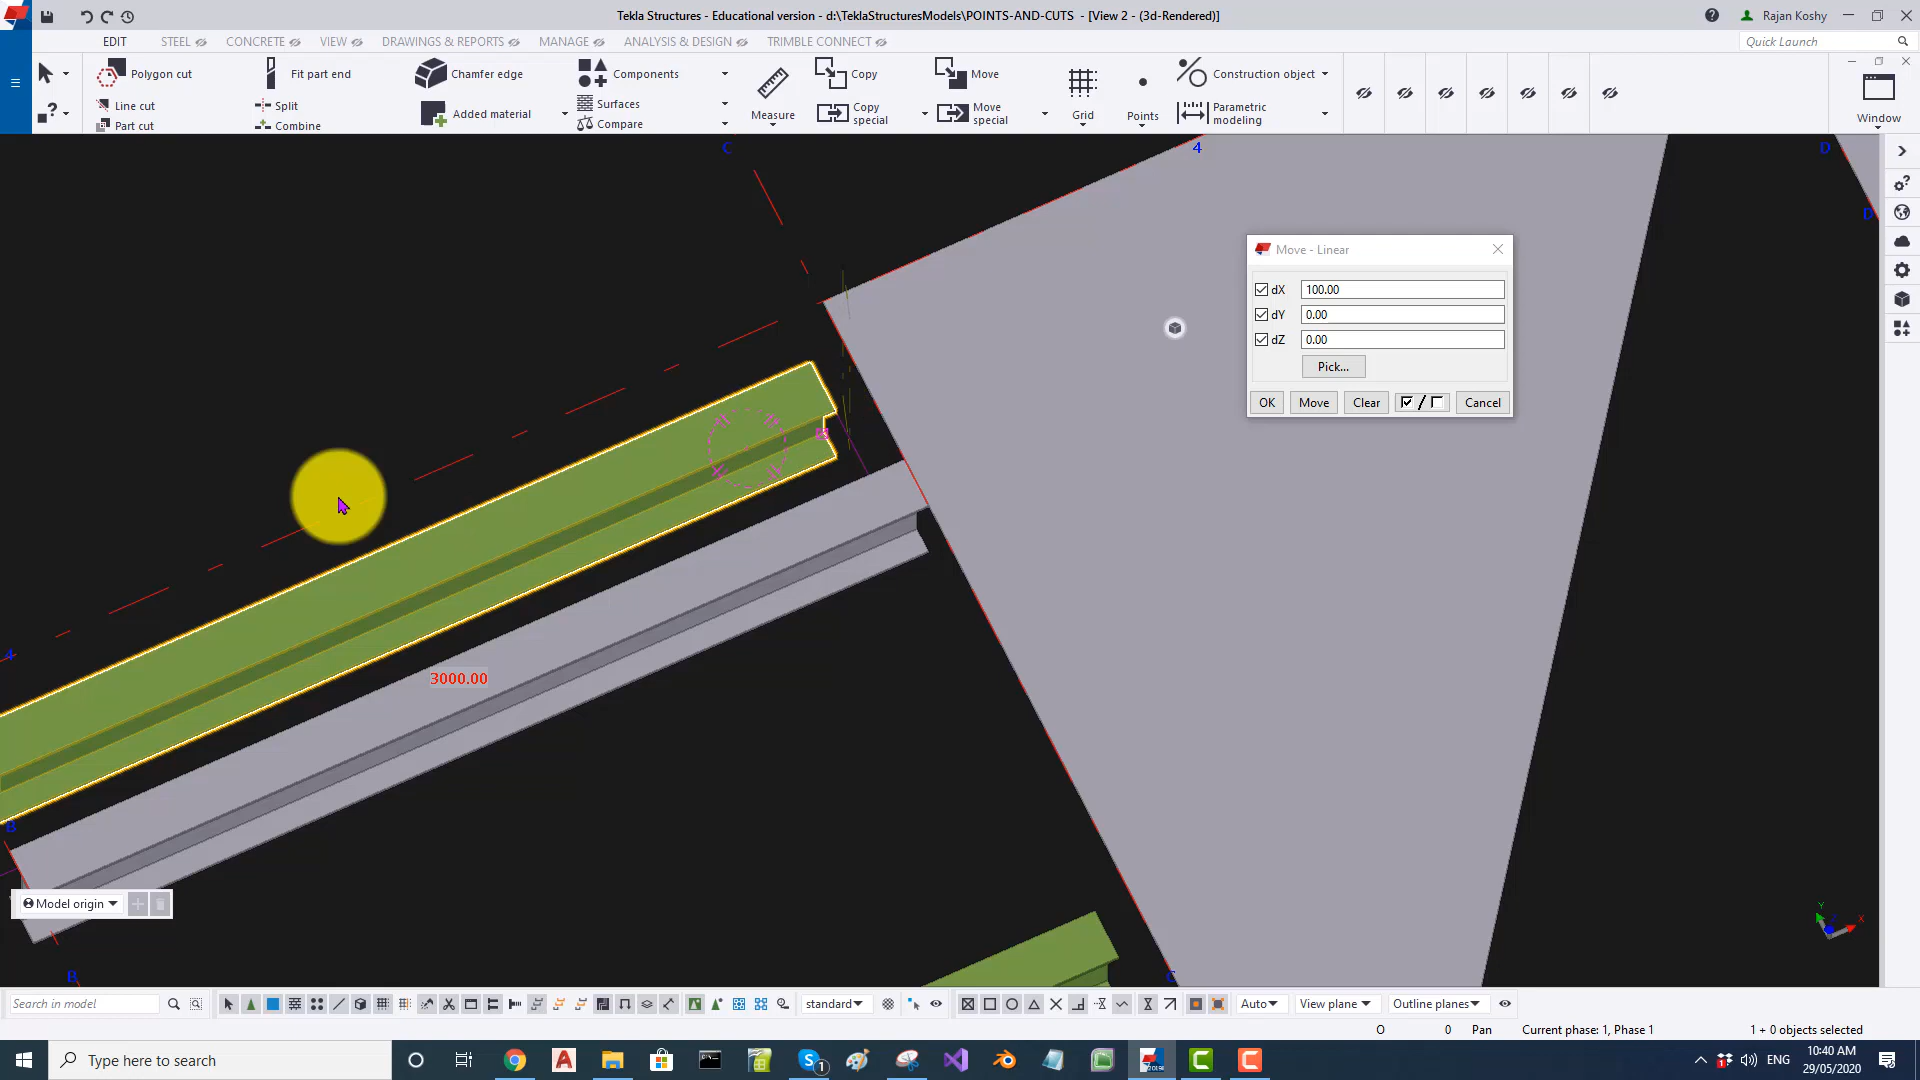 Tekla Structures - Educational version - d:\TeklaStructuresModels\POINTS-AND-CUTS - [View 2 - (3d-Rendered)]
Rajan Koshy
EDIT STEEL CONCRETE VIEW DRAWINGS & REPORTS MANAGE ANALYSIS & DESIGN TRIMBLE CONNECT
Quick Launch
Polygon cut
Line cut
Part cut
Fit part end
Split
Combine
Chamfer edge
Added material
Components
Surfaces
Compare
Measure
Copy
Copy special
Move
Move special
Grid
Points
Construction object
Parametric modeling
Window
C
4
D
D
Move - Linear
dX 100.00
dY 0.00
dZ 0.00
Pick...
OK Move Clear / Cancel
4
3000.00
B
Model origin
B
C
Y
X
Z
Search in model
standard
Auto
View plane
Outline planes
O 0 Pan Current phase: 1, Phase 1 1 + 0 objects selected
Type here to search
1
2019i
ENG
10:40 AM
29/05/2020